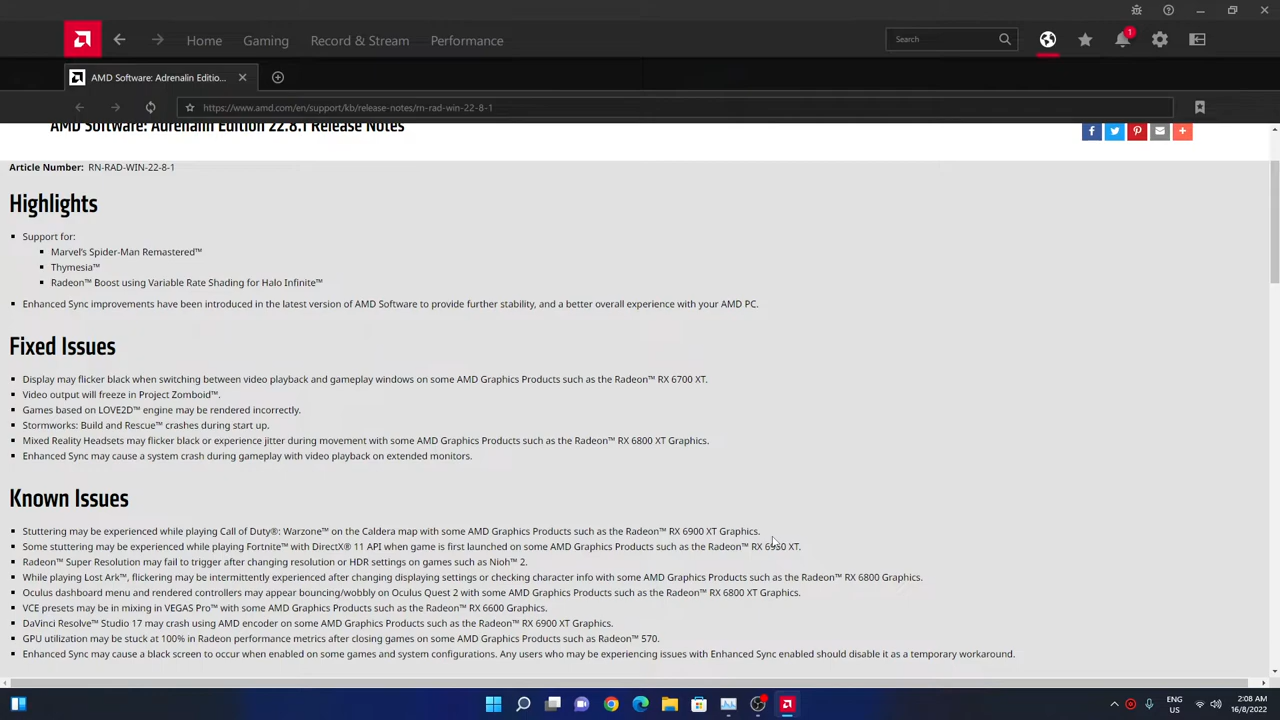 1
Home Gaming Record & Stream Performance Search
AMD Software: Adrenalin Editio...
https://www.amd.com/en/support/kb/release-notes/rn-rad-win-22-8-1
AMD Software: Adrenalin Edition 22.8.1 Release Notes
Article Number: RN-RAD-WIN-22-8-1
Highlights
Support for:
Marvel's Spider-Man Remastered™
Thymesia™
Radeon™ Boost using Variable Rate Shading for Halo Infinite™
Enhanced Sync improvements have been introduced in the latest version of AMD Software to provide further stability, and a better overall experience with your AMD PC.
Fixed Issues
Display may flicker black when switching between video playback and gameplay windows on some AMD Graphics Products such as the Radeon™ RX 6700 XT.
Video output will freeze in Project Zomboid™.
Games based on LOVE2D™ engine may be rendered incorrectly.
Stormworks: Build and Rescue™ crashes during start up.
Mixed Reality Headsets may flicker black or experience jitter during movement with some AMD Graphics Products such as the Radeon™ RX 6800 XT Graphics.
Enhanced Sync may cause a system crash during gameplay with video playback on extended monitors.
Known Issues
Stuttering may be experienced while playing Call of Duty®: Warzone™ on the Caldera map with some AMD Graphics Products such as the Radeon™ RX 6900 XT Graphics.
Some stuttering may be experienced while playing Fortnite™ with DirectX® 11 API when game is first launched on some AMD Graphics Products such as the Radeon™ RX 6950 XT.
Radeon™ Super Resolution may fail to trigger after changing resolution or HDR settings on games such as Nioh™ 2.
While playing Lost Ark™, flickering may be intermittently experienced after changing displaying settings or checking character info with some AMD Graphics Products such as the Radeon™ RX 6800 Graphics.
Oculus dashboard menu and rendered controllers may appear bouncing/wobbly on Oculus Quest 2 with some AMD Graphics Products such as the Radeon™ RX 6800 XT Graphics.
VCE presets may be in mixing in VEGAS Pro™ with some AMD Graphics Products such as the Radeon™ RX 6600 Graphics.
DaVinci Resolve™ Studio 17 may crash using AMD encoder on some AMD Graphics Products such as the Radeon™ RX 6900 XT Graphics.
GPU utilization may be stuck at 100% in Radeon performance metrics after closing games on some AMD Graphics Products such as Radeon™ 570.
Enhanced Sync may cause a black screen to occur when enabled on some games and system configurations. Any users who may be experiencing issues with Enhanced Sync enabled should disable it as a temporary workaround.
ENG 2:08 AM
US 16/8/2022